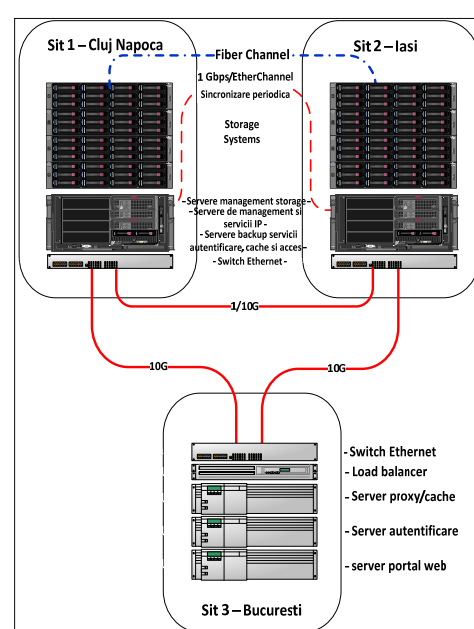 Sit 1 – Cluj Napoca
Sit 2 – Iasi
Fiber Channel
1 Gbps/EtherChannel
Sincronizare periodica
Storage
Systems
- Servere management storage -
- Servere de management si
servicii IP -
- Servere backup servicii
autentificare, cache si acces -
- Switch Ethernet -
1/10G
10G
10G
- Switch Ethernet
- Load balancer
- Server proxy/cache
- Server autentificare
- server portal web
Sit 3 – Bucuresti